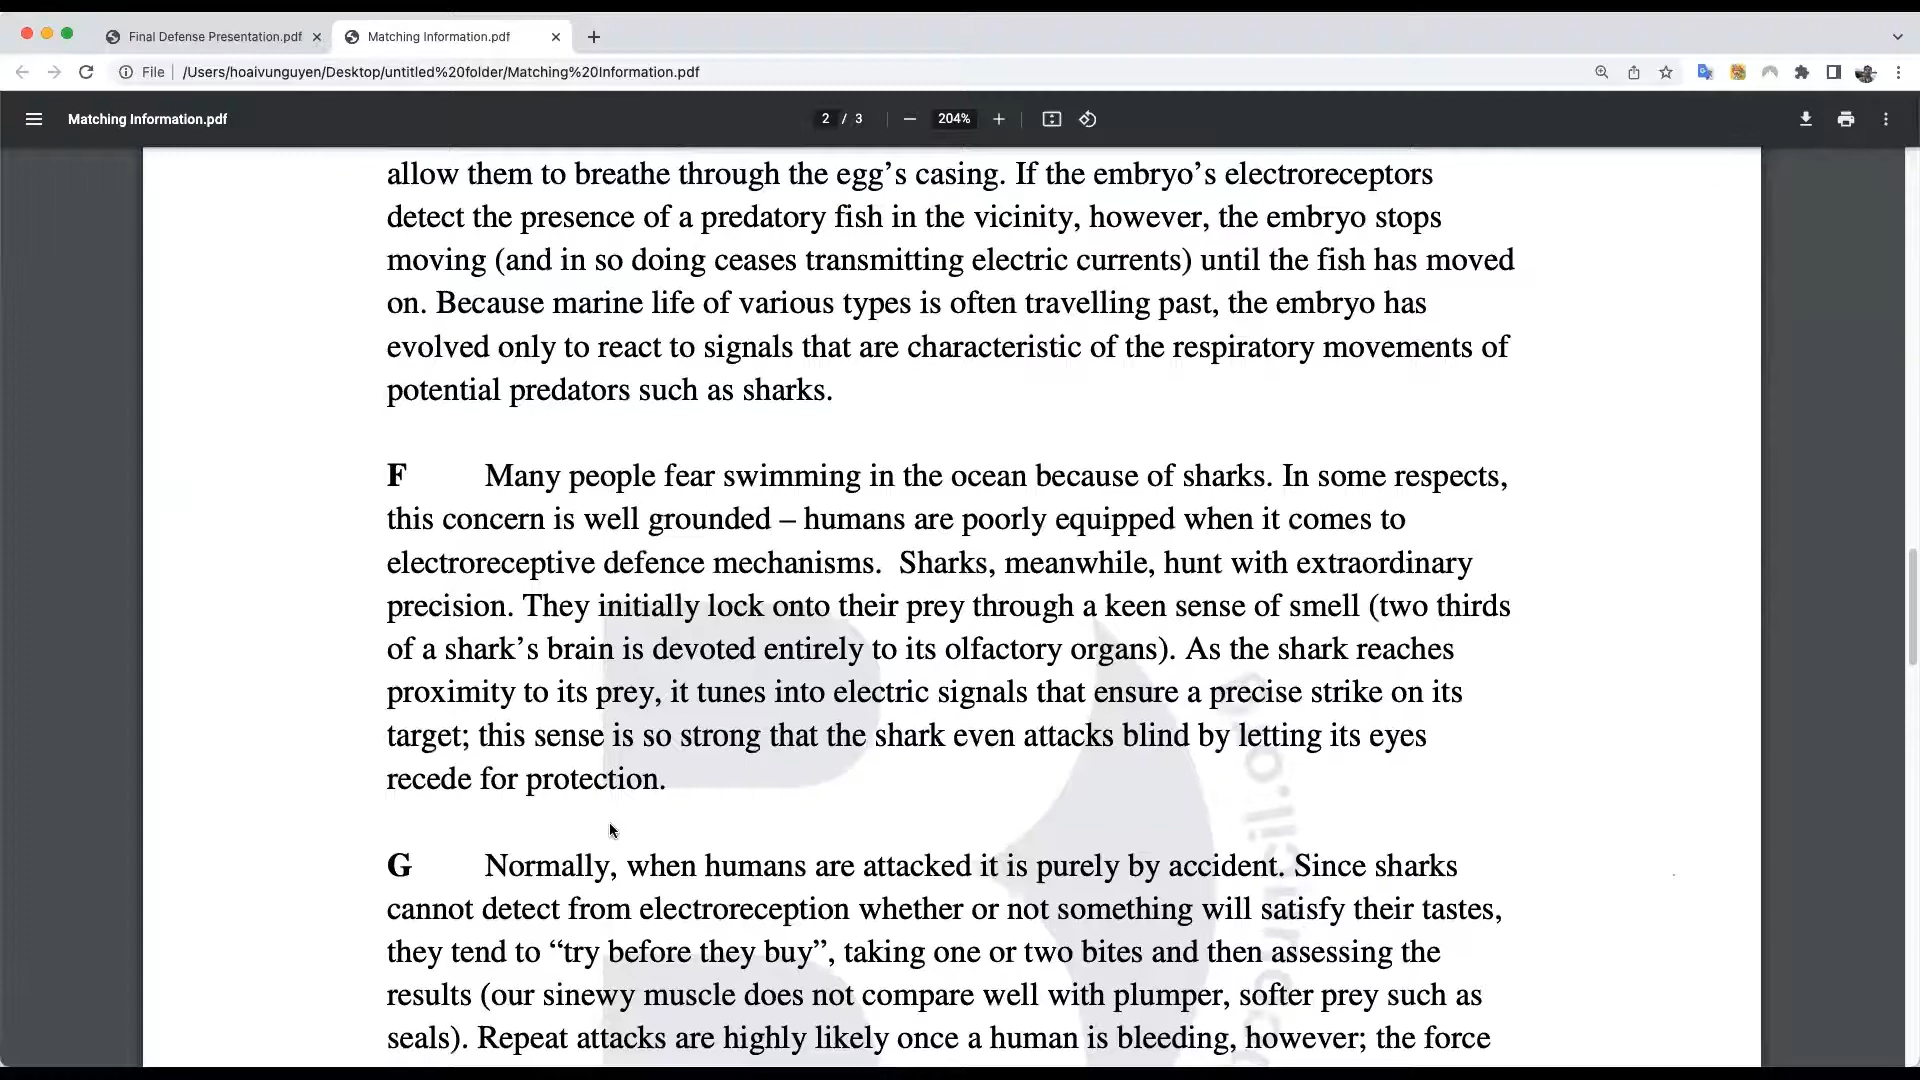 Final Defense Presentation.pdf
Matching Information.pdf
File
/Users/hoaivunguyen/Desktop/untitled%20folder/Matching%20Information.pdf
Matching Information.pdf
2 / 3
204%
allow them to breathe through the egg’s casing. If the embryo’s electroreceptors
detect the presence of a predatory fish in the vicinity, however, the embryo stops
moving (and in so doing ceases transmitting electric currents) until the fish has moved
on. Because marine life of various types is often travelling past, the embryo has
evolved only to react to signals that are characteristic of the respiratory movements of
potential predators such as sharks.
F Many people fear swimming in the ocean because of sharks. In some respects,
this concern is well grounded – humans are poorly equipped when it comes to
electroreceptive defence mechanisms. Sharks, meanwhile, hunt with extraordinary
precision. They initially lock onto their prey through a keen sense of smell (two thirds
of a shark’s brain is devoted entirely to its olfactory organs). As the shark reaches
proximity to its prey, it tunes into electric signals that ensure a precise strike on its
target; this sense is so strong that the shark even attacks blind by letting its eyes
recede for protection.
G Normally, when humans are attacked it is purely by accident. Since sharks
cannot detect from electroreception whether or not something will satisfy their tastes,
they tend to “try before they buy”, taking one or two bites and then assessing the
results (our sinewy muscle does not compare well with plumper, softer prey such as
seals). Repeat attacks are highly likely once a human is bleeding, however; the force